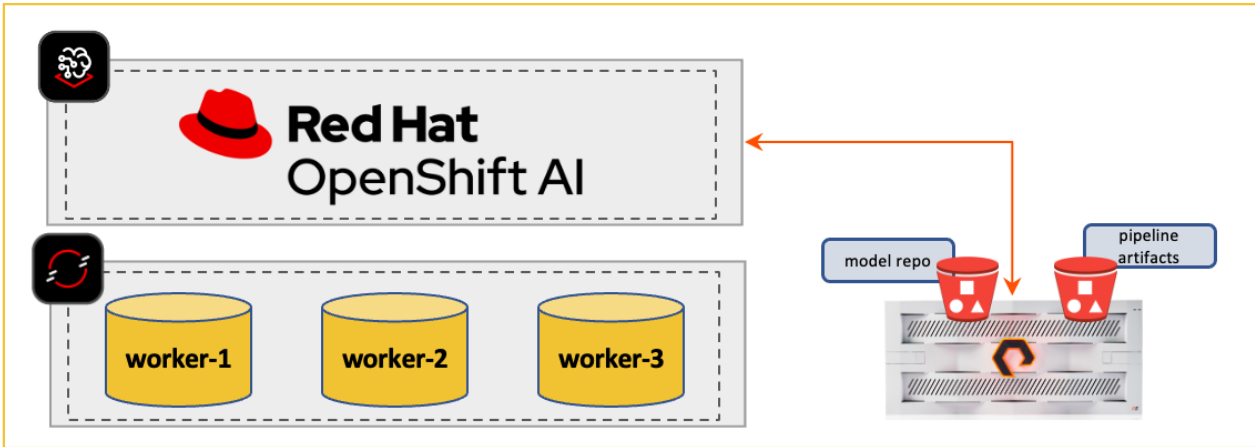 Red Hat
OpenShift AI
model repo
pipeline
artifacts
worker-1
worker-2
worker-3